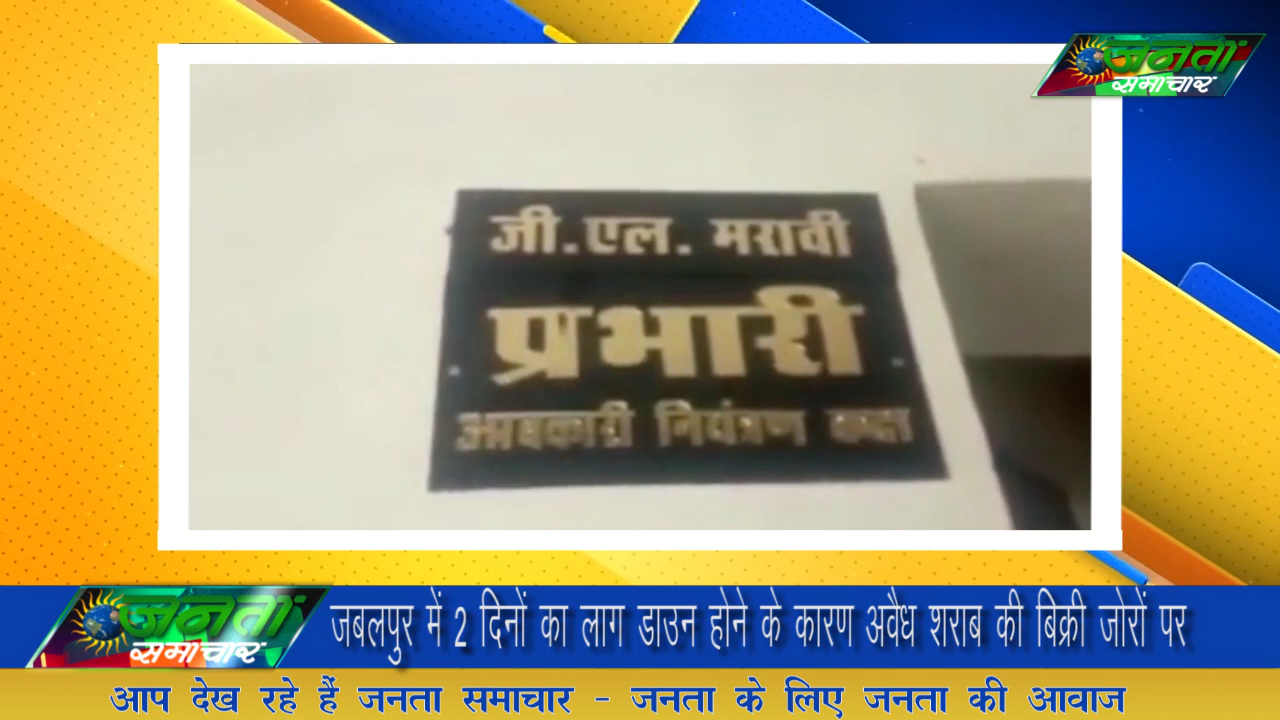 जनता
समाचार
जी.एल. मरावी
प्रभारी
आबकारी नियंत्रण कक्ष
जनता
समाचार
जबलपुर में 2 दिनों का लाग डाउन होने के कारण अवैध शराब की बिक्री जोरों पर
आप देख रहे हैं जनता समाचार - जनता के लिए जनता की आवाज